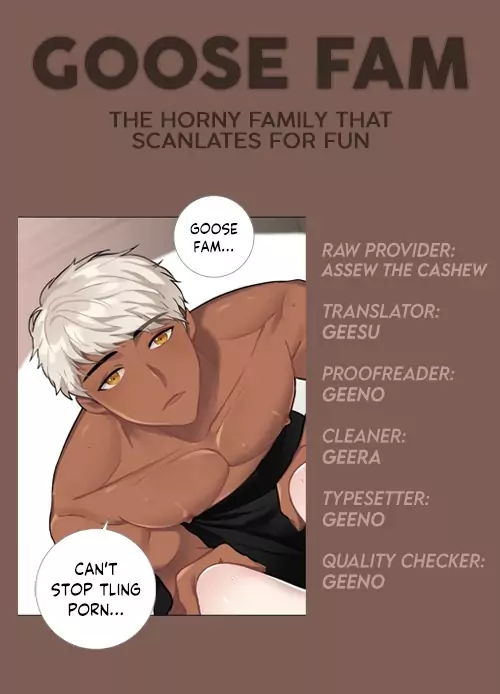 GOOSE FAM
THE HORNY FAMILY THAT
SCANLATES FOR FUN
GOOSE
FAM...
RAW PROVIDER:
ASSEW THE CASHEW
TRANSLATOR:
GEESU
PROOFREADER:
GEENO
CLEANER:
GEERA
TYPESETTER:
GEENO
QUALITY CHECKER:
GEENO
CAN'T
STOP TLING
PORN...